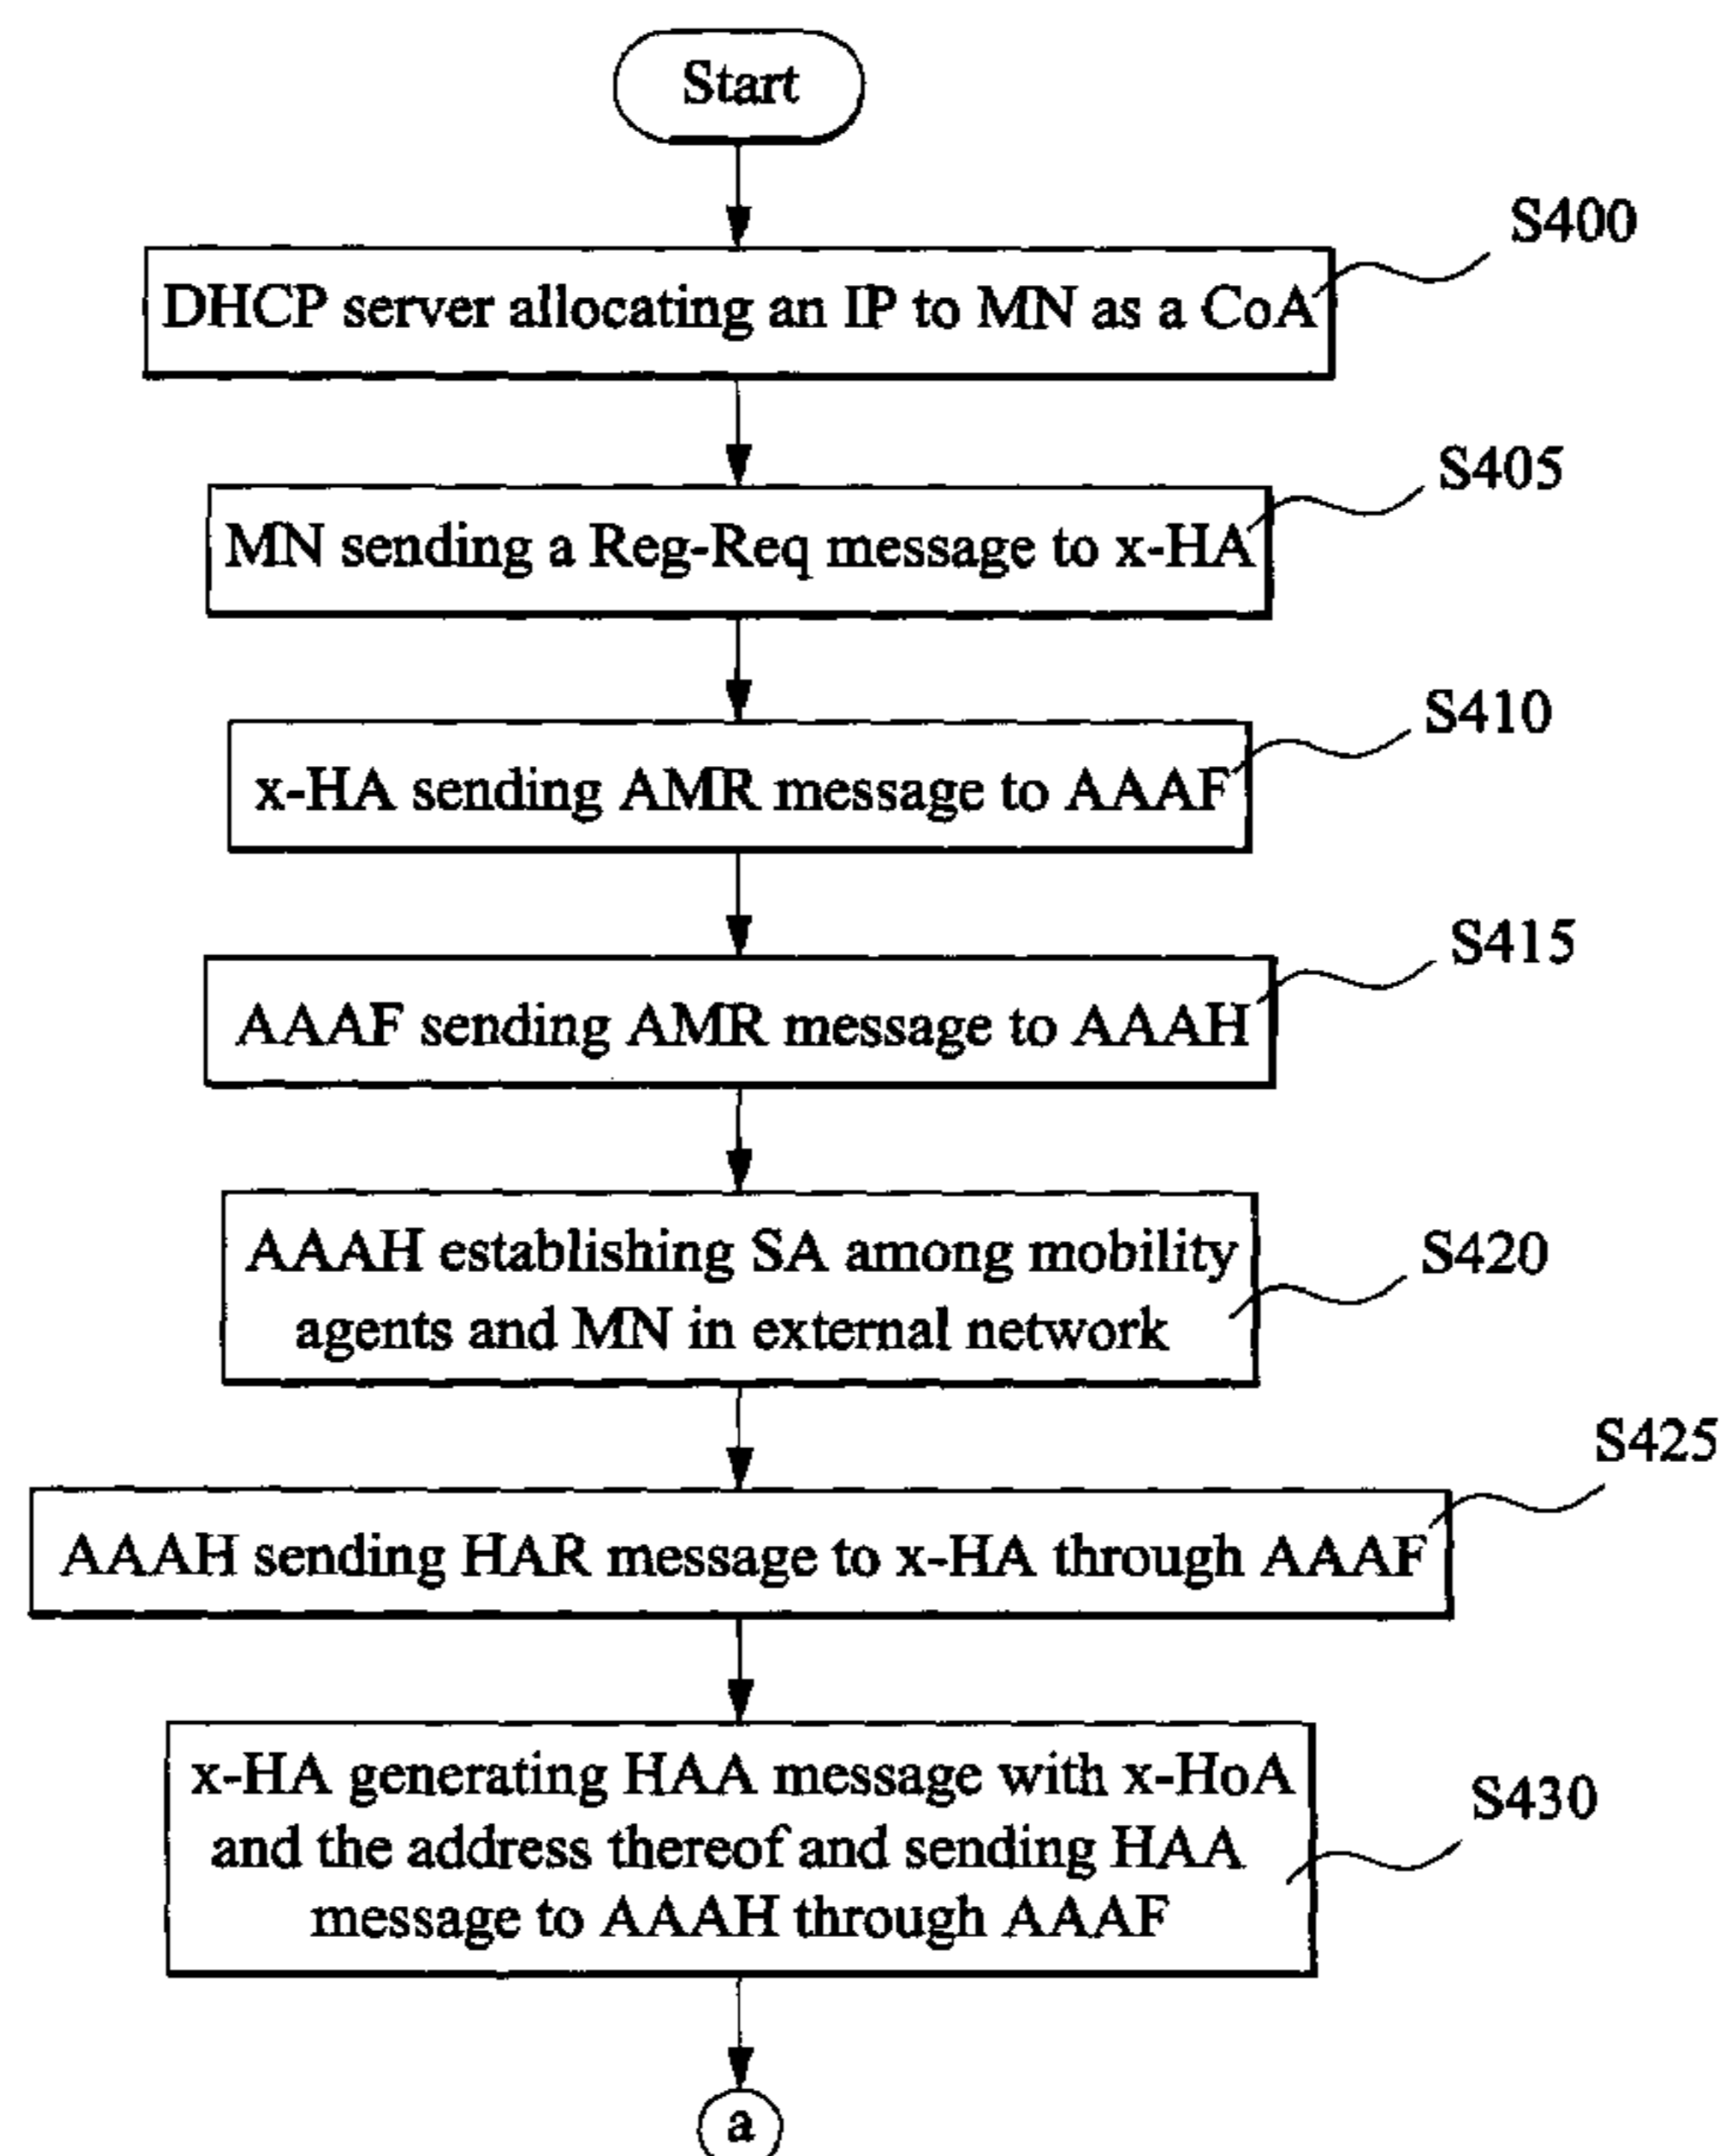 Start
S400
DHCP server allocating an IP to MN as a CoA
S405
MN sending a Reg-Req message to x-HA
S410
x-HA sending AMR message to AAAF
S415
AAAF sending AMR message to AAAH
AAAH establishing SA among mobility
S420
agents and MN in external network
S425
AAAH sending HAR message to x-HA through AAAF
x-HA generating HAA message with x-HoA
S430
and the address thereof and sending HAA
message to AAAH through AAAF
a